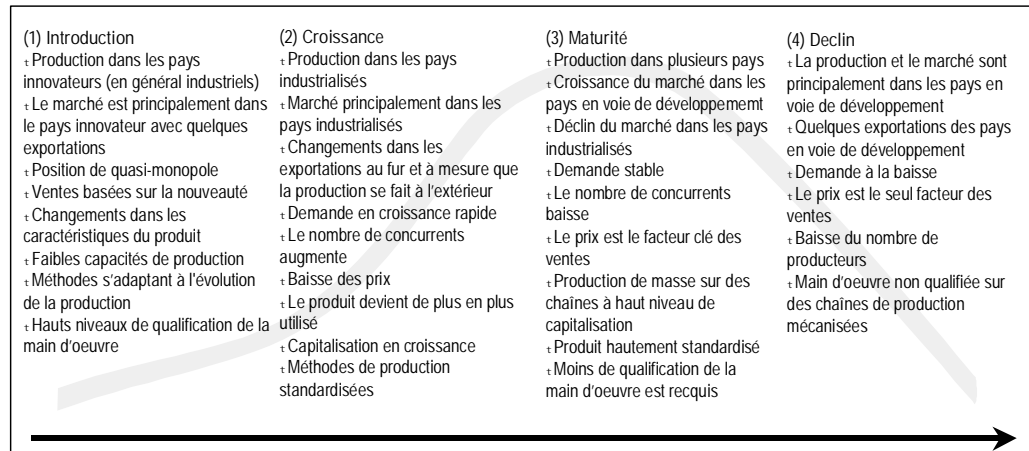 (1) Introduction
t Production dans les pays
innovateurs (en général industriels)
t Le marché est principalement dans
le pays innovateur avec quelques
exportations
t Position de quasi-monopole
t Ventes basées sur la nouveauté
t Changements dans les
caractéristiques du produit
t Faibles capacités de production
t Méthodes s'adaptant à l'évolution
de la production
t Hauts niveaux de qualification de la
main d'oeuvre
(2) Croissance
t Production dans les pays
industrialisés
t Marché principalement dans les
pays industrialisés
t Changements dans les
exportations au fur et à mesure que
la production se fait à l'extérieur
t Demande en croissance rapide
t Le nombre de concurrents
augmente
t Baisse des prix
t Le produit devient de plus en plus
utilisé
t Capitalisation en croissance
t Méthodes de production
standardisées
(3) Maturité
t Production dans plusieurs pays
t Croissance du marché dans les
pays en voie de développememt
t Déclin du marché dans les pays
industrialisés
t Demande stable
t Le nombre de concurrents
baisse
t Le prix est le facteur clé des
ventes
t Production de masse sur des
chaînes à haut niveau de
capitalisation
t Produit hautement standardisé
t Moins de qualification de la
main d'oeuvre est recquis
(4) Declin
t La production et le marché sont
principalement dans les pays en
voie de développement
t Quelques exportations des pays
en voie de développement
t Demande à la baisse
t Le prix est le seul facteur des
ventes
t Baisse du nombre de
producteurs
t Main d'oeuvre non qualifiée sur
des chaînes de production
mécanisées